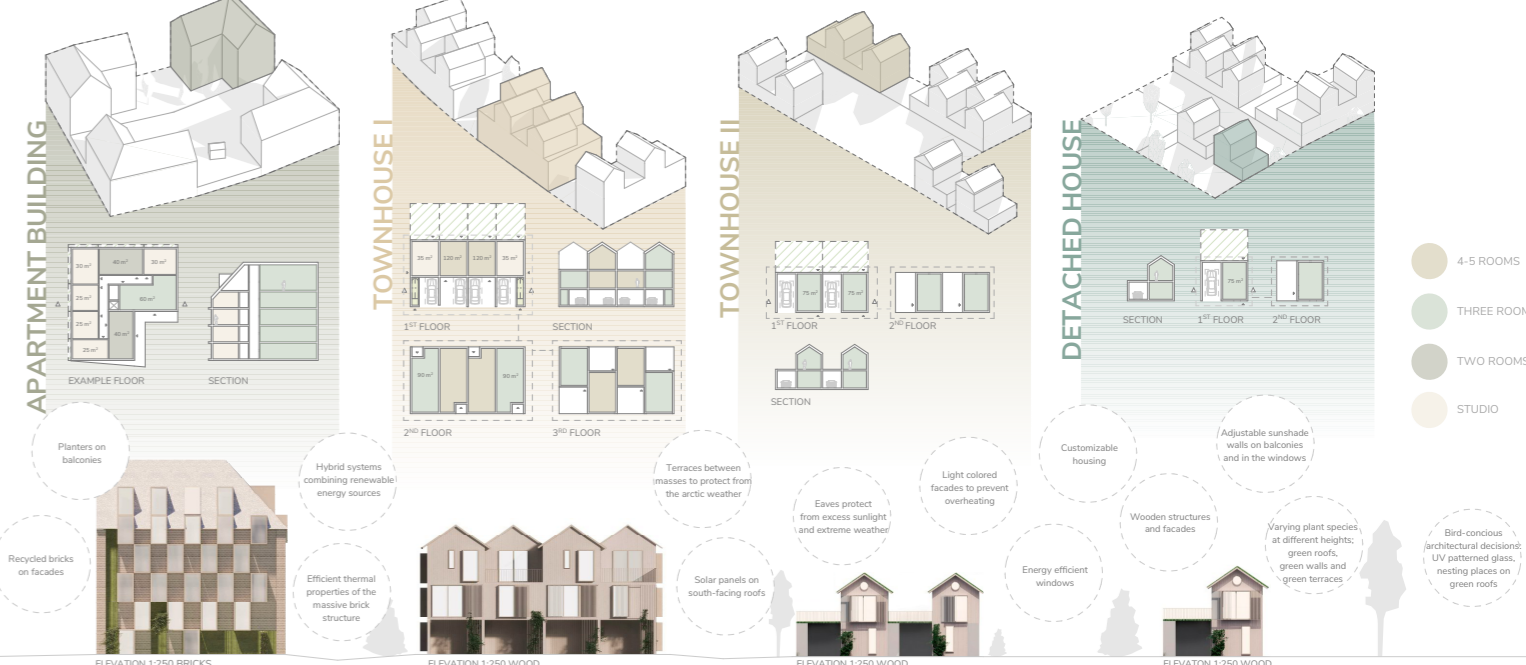 APARTMENT BUILDING
30 m²
40 m²
30 m²
25 m²
60 m²
25 m²
40 m²
25 m²
EXAMPLE FLOOR
SECTION
TOWNHOUSE I
35 m²
120 m²
120 m²
35 m²
1ST FLOOR
SECTION
90 m²
90 m²
2ND FLOOR
3RD FLOOR
TOWNHOUSE II
75 m²
75 m²
1ST FLOOR
2ND FLOOR
SECTION
DETACHED HOUSE
75 m²
SECTION
1ST FLOOR
2ND FLOOR
4-5 ROOMS
THREE ROOM
TWO ROOMS
STUDIO
Planters on
balconies
Recycled bricks
on facades
Hybrid systems
combining renewable
energy sources
Efficient thermal
properties of the
massive brick
structure
Terraces between
masses to protect from
the arctic weather
Solar panels on
south-facing roofs
Eaves protect
from excess sunlight
and extreme weather
Light colored
facades to prevent
overheating
Energy efficient
windows
Customizable
housing
Wooden structures
and facades
Adjustable sunshade
walls on balconies
and in the windows
Varying plant species
at different heights;
green roofs,
green walls and
green terraces
Bird-concious
architectural decisions:
UV patterned glass,
nesting places on
green roofs
ELEVATION 1:250 BRICKS
ELEVATION 1:250 WOOD
ELEVATION 1:250 WOOD
ELEVATON 1:250 WOOD